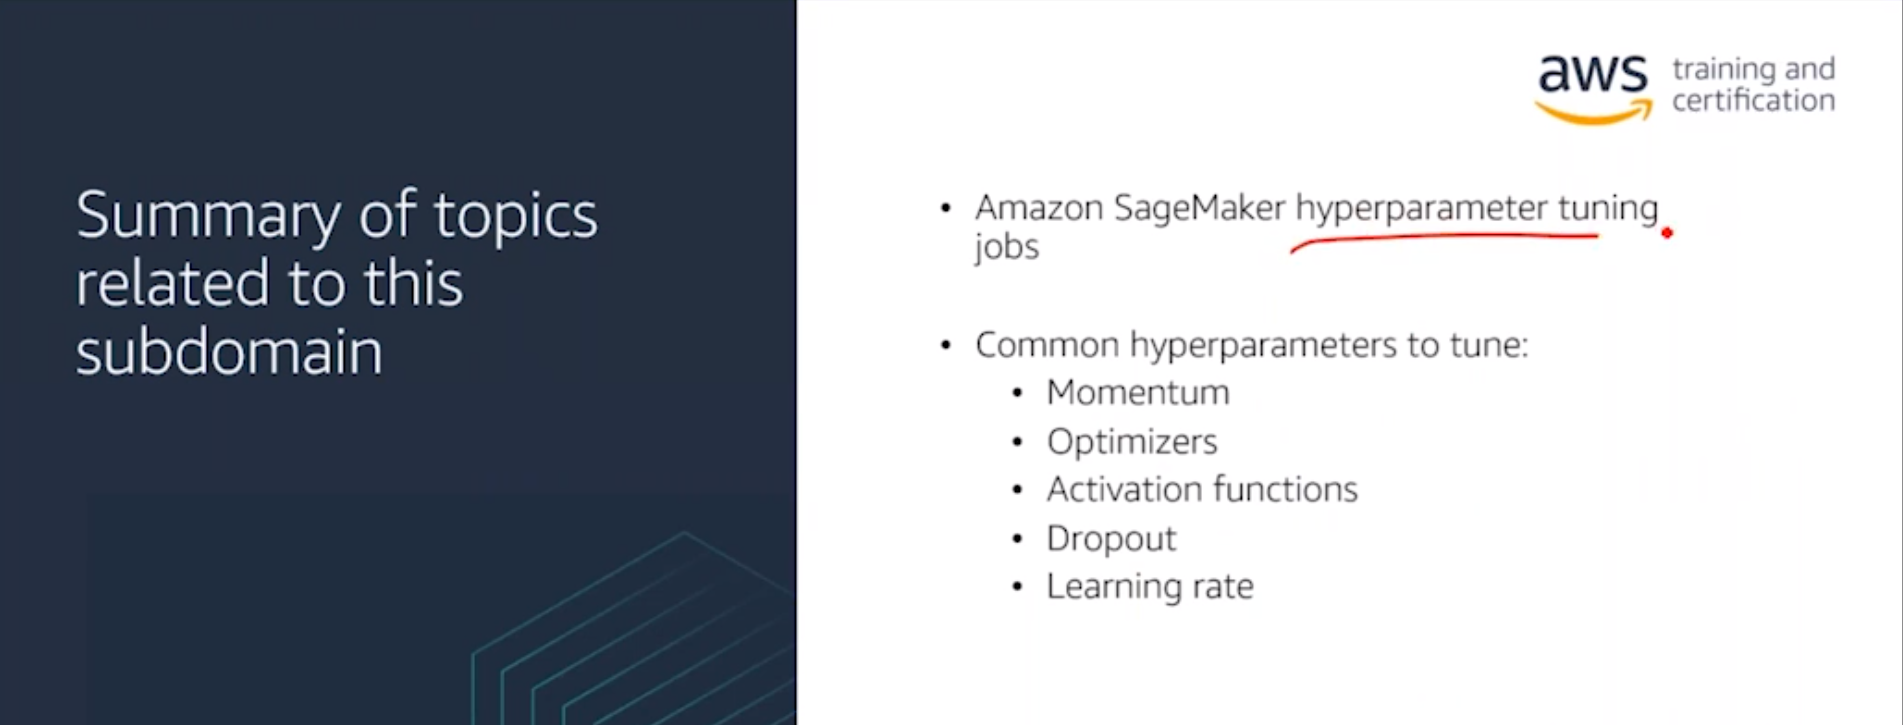 Summary of topics
related to this
subdomain
aws training and
certification
• Amazon SageMaker hyperparameter tuning
jobs
• Common hyperparameters to tune:
• Momentum
• Optimizers
• Activation functions
• Dropout
• Learning rate